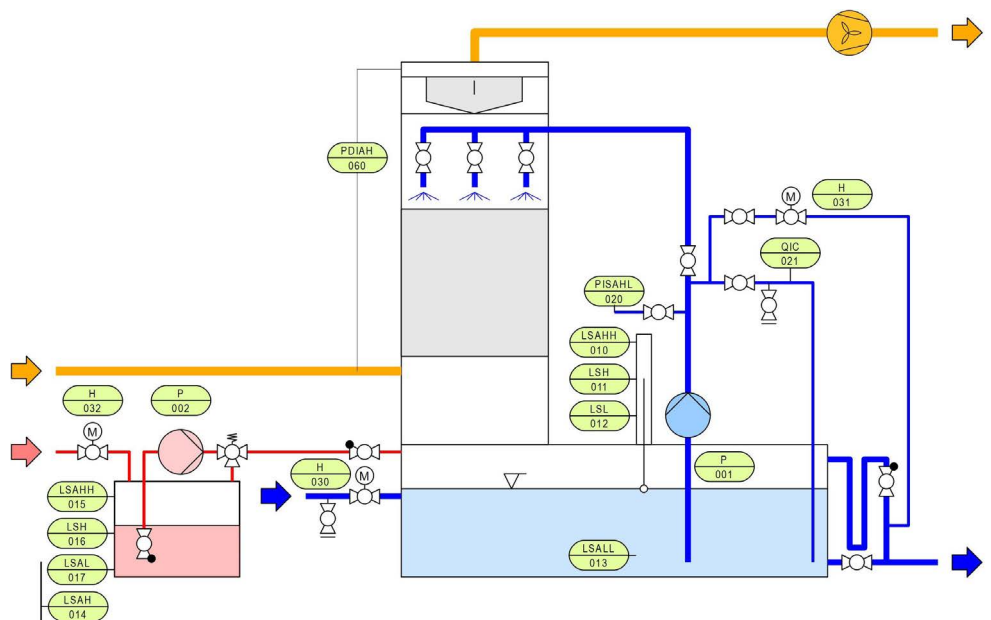 PDIAH
060
M
H
031
QIC
021
PISAHL
020
LSAHH
010
LSH
011
LSL
012
H
032
P
002
M
H
030
M
P
001
LSAHH
015
LSH
016
LSAL
017
LSAH
014
LSALL
013